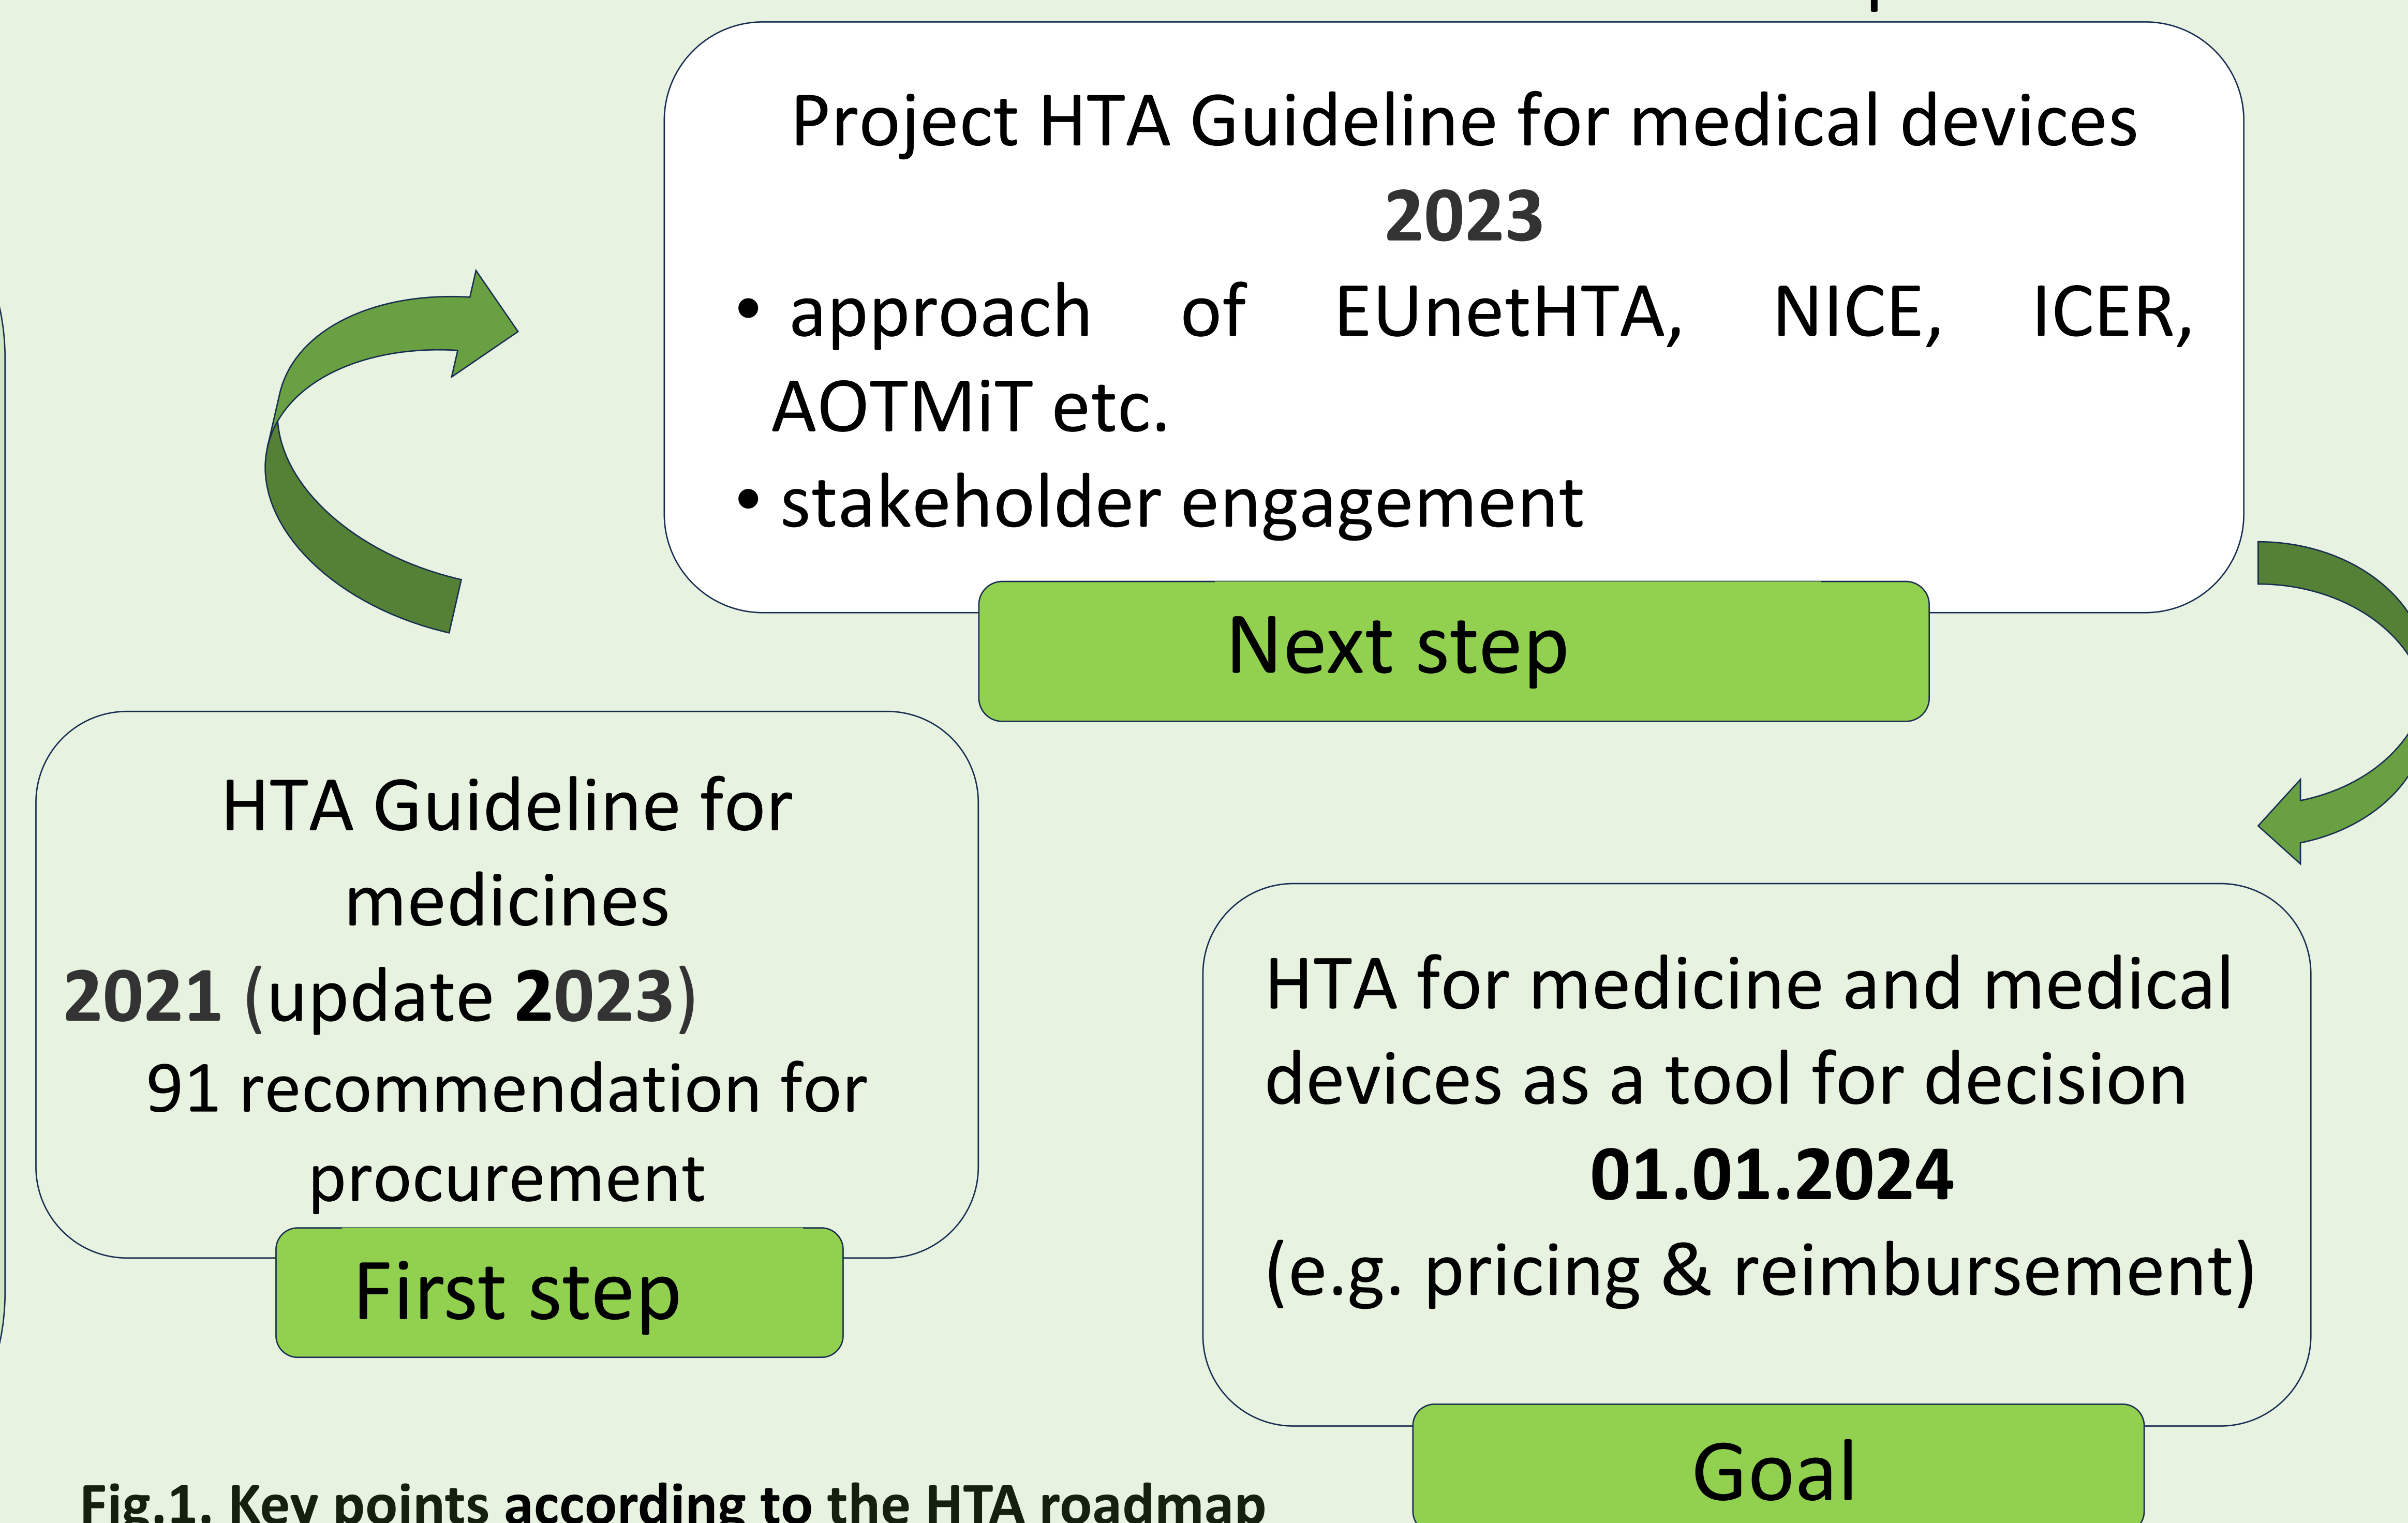 Project HTA Guideline for medical devices
2023
• approach of EUnetHTA, NICE, ICER,
AOTMiT etc.
• stakeholder engagement
Next step
HTA Guideline for
medicines
2021 (update 2023)
91 recommendation for
procurement
First step
HTA for medicine and medical
devices as a tool for decision
01.01.2024
(e.g. pricing & reimbursement)
Goal
Fig.1. Key points according to the HTA roadmap